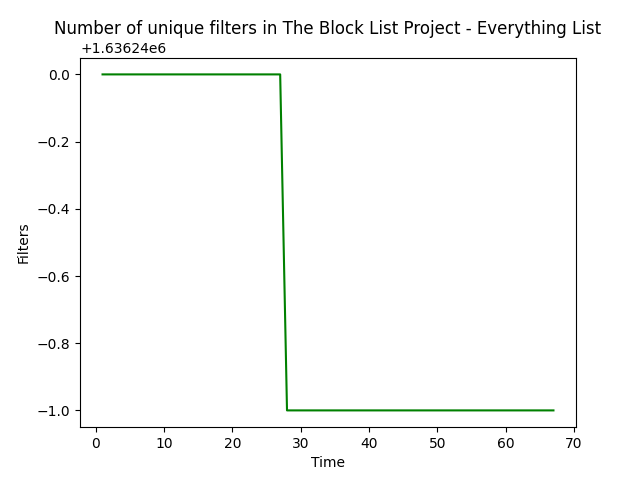 Number of unique filters in The Block List Project - Everything List
+1.63624e6
0.0
−0.2
−0.4
−0.6
−0.8
−1.0
Filters
0 10 20 30 40 50 60 70
Time